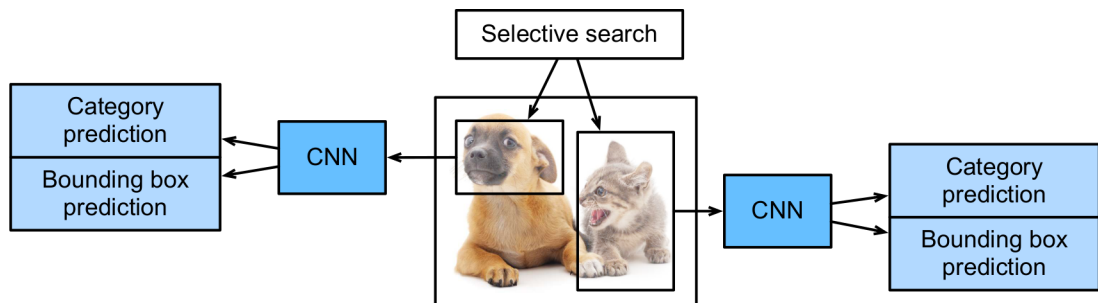 Selective search
Category
prediction
Bounding box
prediction
CNN
CNN
Category
prediction
Bounding box
prediction